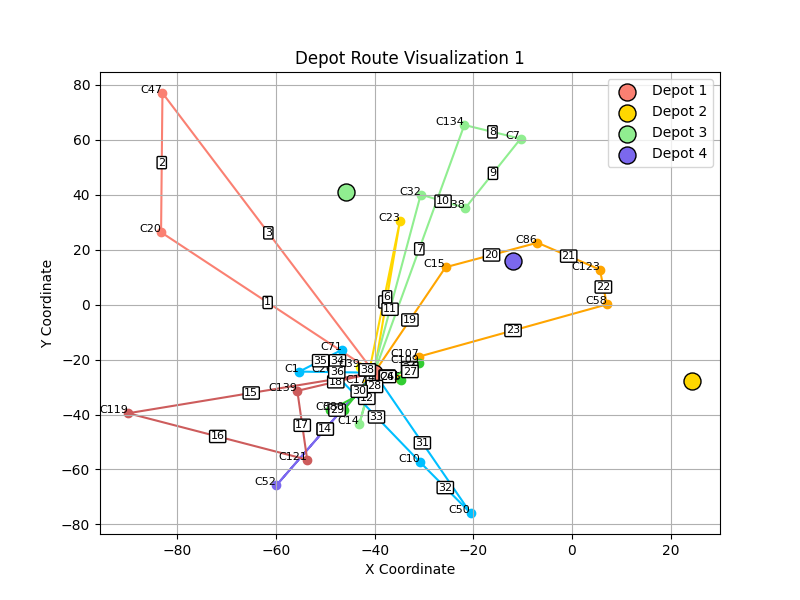 Depot Route Visualization 1
Depot 1
Depot 2
Depot 3
Depot 4
Y Coordinate
X Coordinate
80
60
40
20
0
−20
−40
−60
−80
−80
−60
−40
−20
0
20
C47
C134
8
C7
2
9
C20
C32
10
C23
3
7
C86
C15
20
21
C123
22
C58
1
6
11
19
23
C71
C107
35
34
C1
36
38
27
C139
15
28
30
C119
17
16
14
29
33
C14
31
C121
C10
C52
32
C50